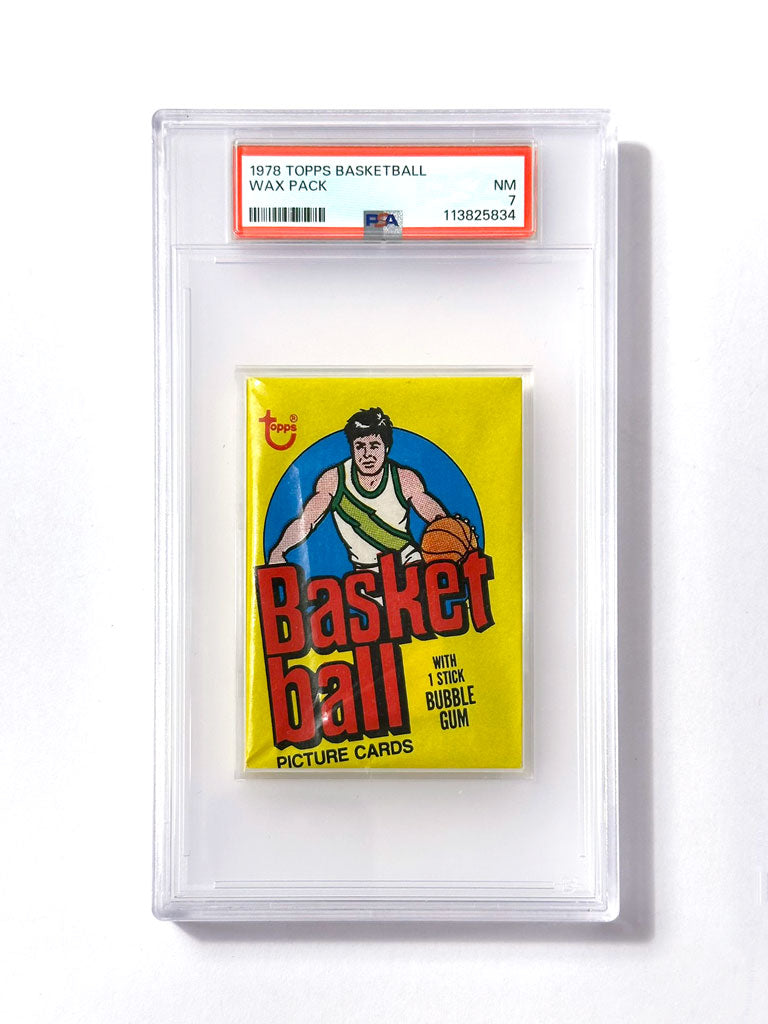 1978 TOPPS BASKETBALL
WAX PACK
NM
7
113825834
PSA
topps®
Basket
ball
WITH
1 STICK
BUBBLE
GUM
PICTURE CARDS